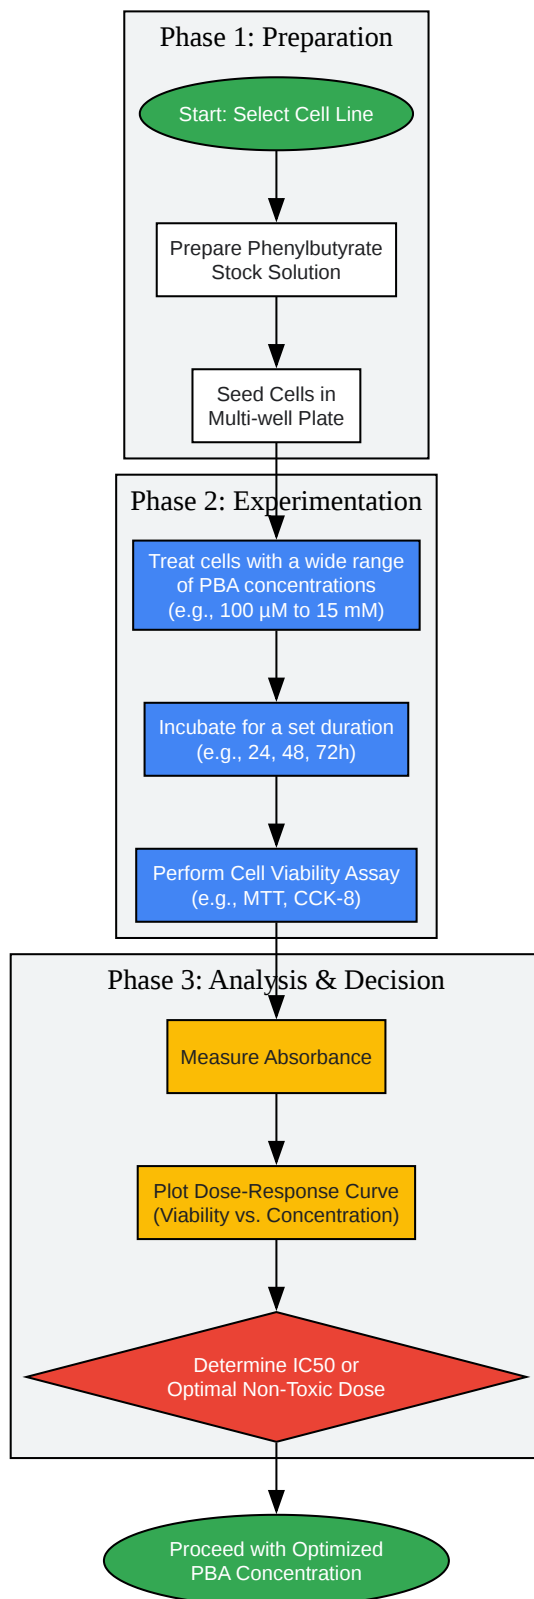 Phase 1: Preparation
Start: Select Cell Line
Prepare Phenylbutyrate
Stock Solution
Seed Cells in
Multi-well Plate
Phase 2: Experimentation
Treat cells with a wide range
of PBA concentrations
(e.g., 100 µM to 15 mM)
Incubate for a set duration
(e.g., 24, 48, 72h)
Perform Cell Viability Assay
(e.g., MTT, CCK-8)
Phase 3: Analysis & Decision
Measure Absorbance
Plot Dose-Response Curve
(Viability vs. Concentration)
Determine IC50 or
Optimal Non-Toxic Dose
Proceed with Optimized
PBA Concentration